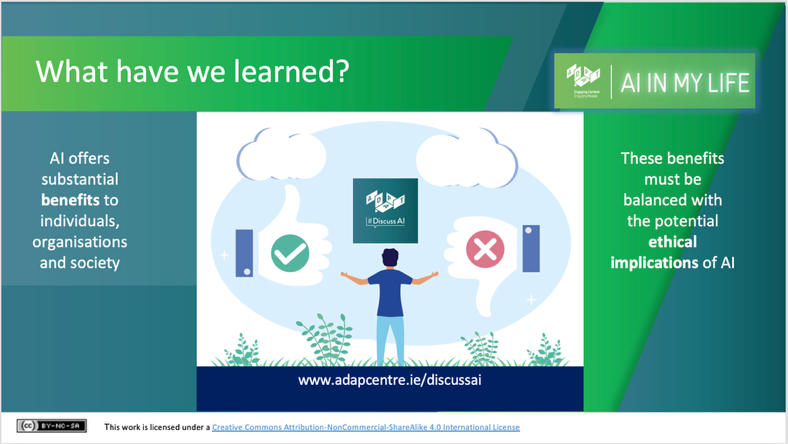 What have we learned?
AI IN MY LIFE
AI offers
substantial
benefits to
individuals,
organisations
and society
ADAPT
#Discuss AI
These benefits
must be
balanced with
the potential
ethical
implications of AI
www.adapcentre.ie/discussai
CC BY-NC-SA
This work is licensed under a Creative Commons Attribution-NonCommercial-ShareAlike 4.0 International License